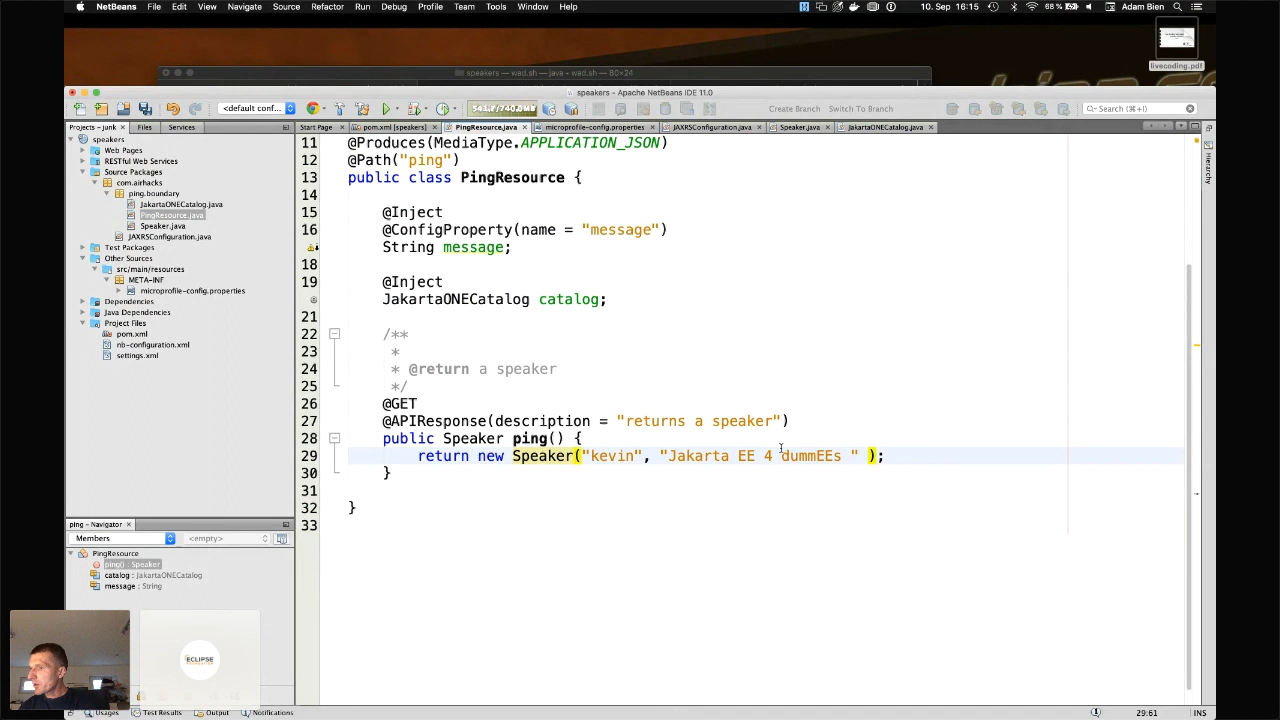 NetBeans File Edit View Navigate Source Refactor Run Debug Profile Team Tools Window Help 68 % 10. Sep 16:15 Adam Bien
livecoding.pdf
speakers — wad.sh — java ◂ wad.sh — 80×24
speakers - Apache NetBeans IDE 11.0
<default conf... 541,7/740,0MB Create Branch Switch To Branch Search (⌘+I)
Projects - junk Files Services
Start Page pom.xml [speakers] PingResource.java microprofile-config.properties JAXRSConfiguration.java Speaker.java JakartaONECatalog.java
speakers
Web Pages
RESTful Web Services
Source Packages
com.airhacks
ping.boundary
JakartaONECatalog.java
PingResource.java
Speaker.java
JAXRSConfiguration.java
Test Packages
Other Sources
src/main/resources
META-INF
microprofile-config.properties
Dependencies
Java Dependencies
Project Files
pom.xml
nb-configuration.xml
settings.xml
11 @Produces(MediaType.APPLICATION_JSON)
12 @Path("ping")
13 public class PingResource {
14
15 @Inject
16 @ConfigProperty(name = "message")
String message;
18
19 @Inject
JakartaONECatalog catalog;
21
22 /**
23 *
24 * @return a speaker
25 */
26 @GET
27 @APIResponse(description = "returns a speaker")
28 public Speaker ping() {
29 return new Speaker("kevin", "Jakarta EE 4 dummEEs " );
30 }
31
32 }
33
Hierarchy
ping - Navigator
Members <empty>
PingResource
ping() : Speaker
catalog : JakartaONECatalog
message : String
ECLIPSE
FOUNDATION
Usages Test Results Output Notifications 29:61 INS